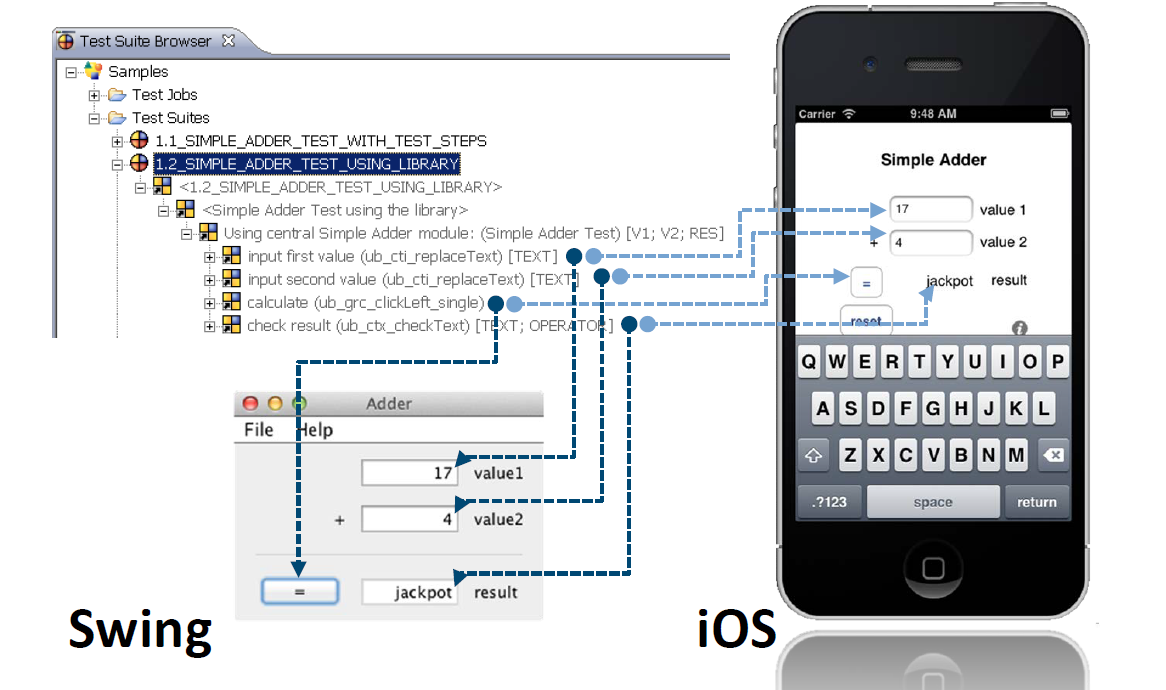 Test Suite Browser
Samples
Test Jobs
Test Suites
1.1_SIMPLE_ADDER_TEST_WITH_TEST_STEPS
1.2_SIMPLE_ADDER_TEST_USING_LIBRARY
<1.2_SIMPLE_ADDER_TEST_USING_LIBRARY>
<Simple Adder Test using the library>
Using central Simple Adder module: (Simple Adder Test) [V1; V2; RES]
input first value (ub_cti_replaceText) [TEXT]
input second value (ub_cti_replaceText) [TEXT]
calculate (ub_grc_clickLeft_single)
check result (ub_ctx_checkText) [TEXT; OPERATOR]
Adder
File Help
17 value1
+ 4 value2
= jackpot result
Swing
Carrier 9:48 AM
Simple Adder
17 value 1
+ 4 value 2
= jackpot result
reset i
Q W E R T Y U I O P
A S D F G H J K L
Z X C V B N M
.?123 space return
iOS